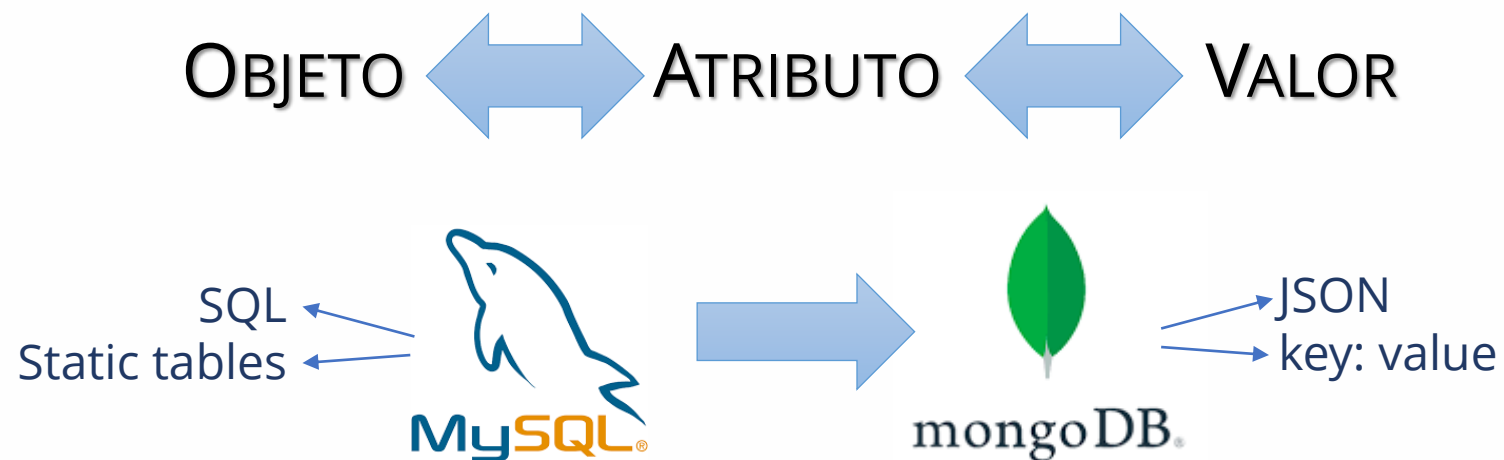 OBJETO ATRIBUTO VALOR
SQL
Static tables
MySQL®
mongoDB®
JSON
key: value